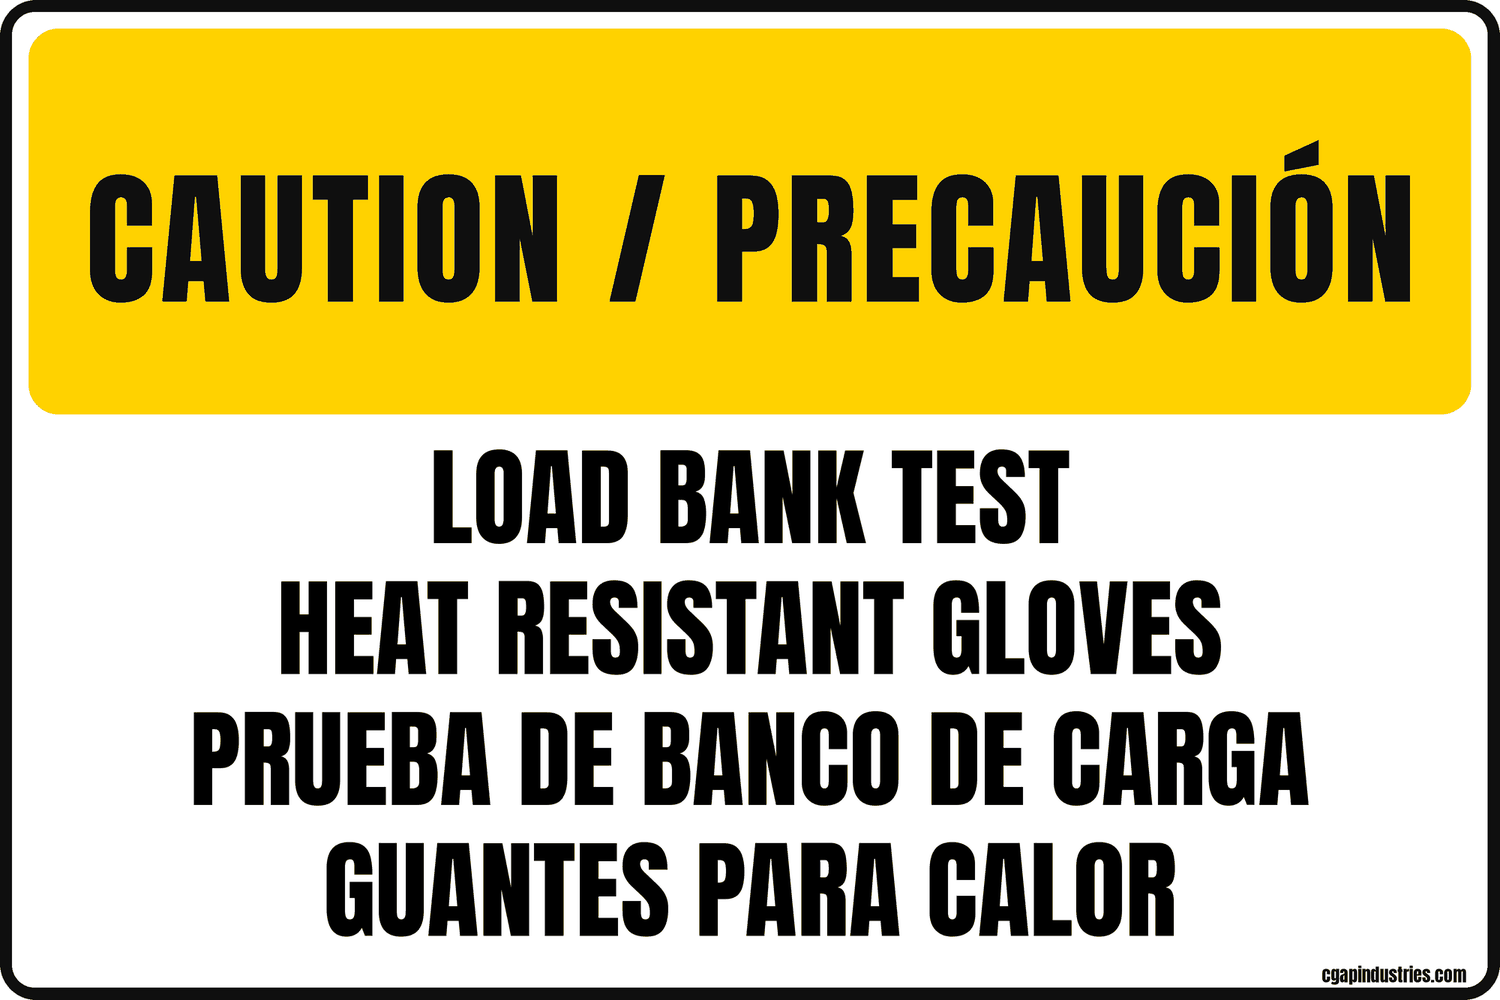 CAUTION / PRECAUCIÓN
LOAD BANK TEST
HEAT RESISTANT GLOVES
PRUEBA DE BANCO DE CARGA
GUANTES PARA CALOR
cgapindustries.com